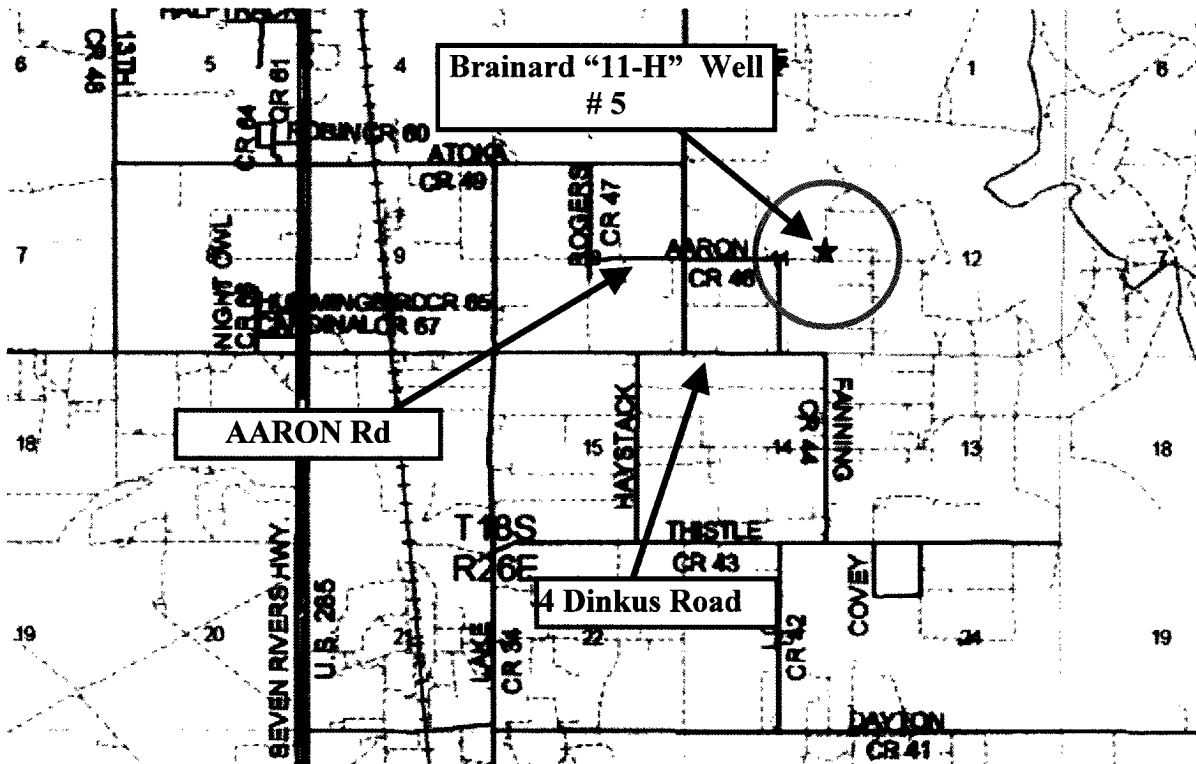 HALFTRACK
6
13TH
CR 46
5
CR 61
4
Brainard “11-H” Well
# 5
1
6
CR 64
ROBIN CR 60
ATOKA
CR 49
ROGERS
CR 47
7
NIGHT OWL
9
AARON
CR 46
11
12
7
HUMMINGBIRD CR 65
CARDINAL CR 67
AARON Rd
HAYSTACK
FANNING
CR 44
18
15
14
13
18
T18S
R26E
THISTLE
CR 43
SEVEN RIVERS HWY.
U.S. 285
4 Dinkus Road
COVEY
19
20
21
LAKE
CR 34
22
CR 42
24
19
DAYTON
CR 41